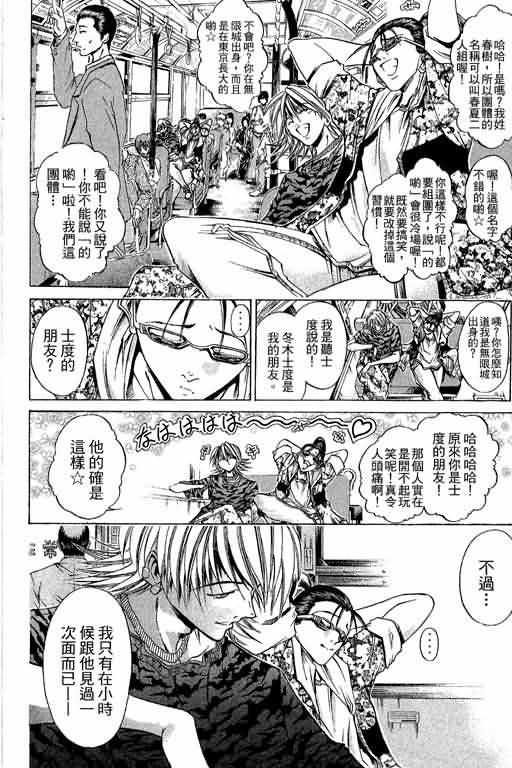 哈哈！是嗎？我姓
春樹，所以團體的
名稱可以叫春夏二
人組喔！
喔！這個名字
不錯的喲☆
不會吧？你在無
限城出身，而且
是在東京長大的
喲☆
你這樣不行呢！都
要組團了，說「的
喲」會很冷場喔！
既然要搞笑，
就要改掉這個
習慣！
看吧！你又說了
！你不能說「的
喲」啦！我們這
團體…
咦？你怎麼知
道我是無限城
出身的？
我是聽士
度說的！
冬木士度是
我的朋友。
…
士度的
朋友？
哈哈哈哈！
原來你是士
度的朋友！
那個人實在
是開不起玩
笑呢！真令
人頭痛啊！
なはははは〜〜♡
他的確是
這樣☆
不過…
…
我只有在小時
候跟他見過一
次面而已——